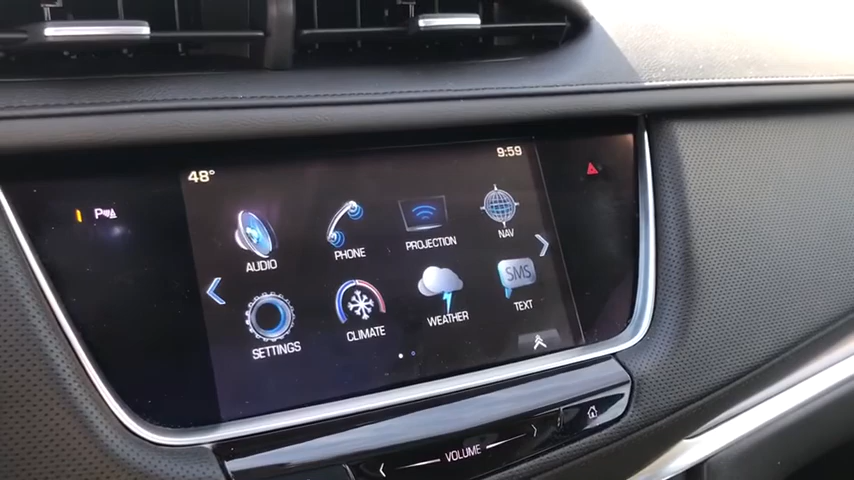 9:59
48°
P
AUDIO
PHONE
PROJECTION
NAV
SETTINGS
CLIMATE
WEATHER
SMS
TEXT
VOLUME